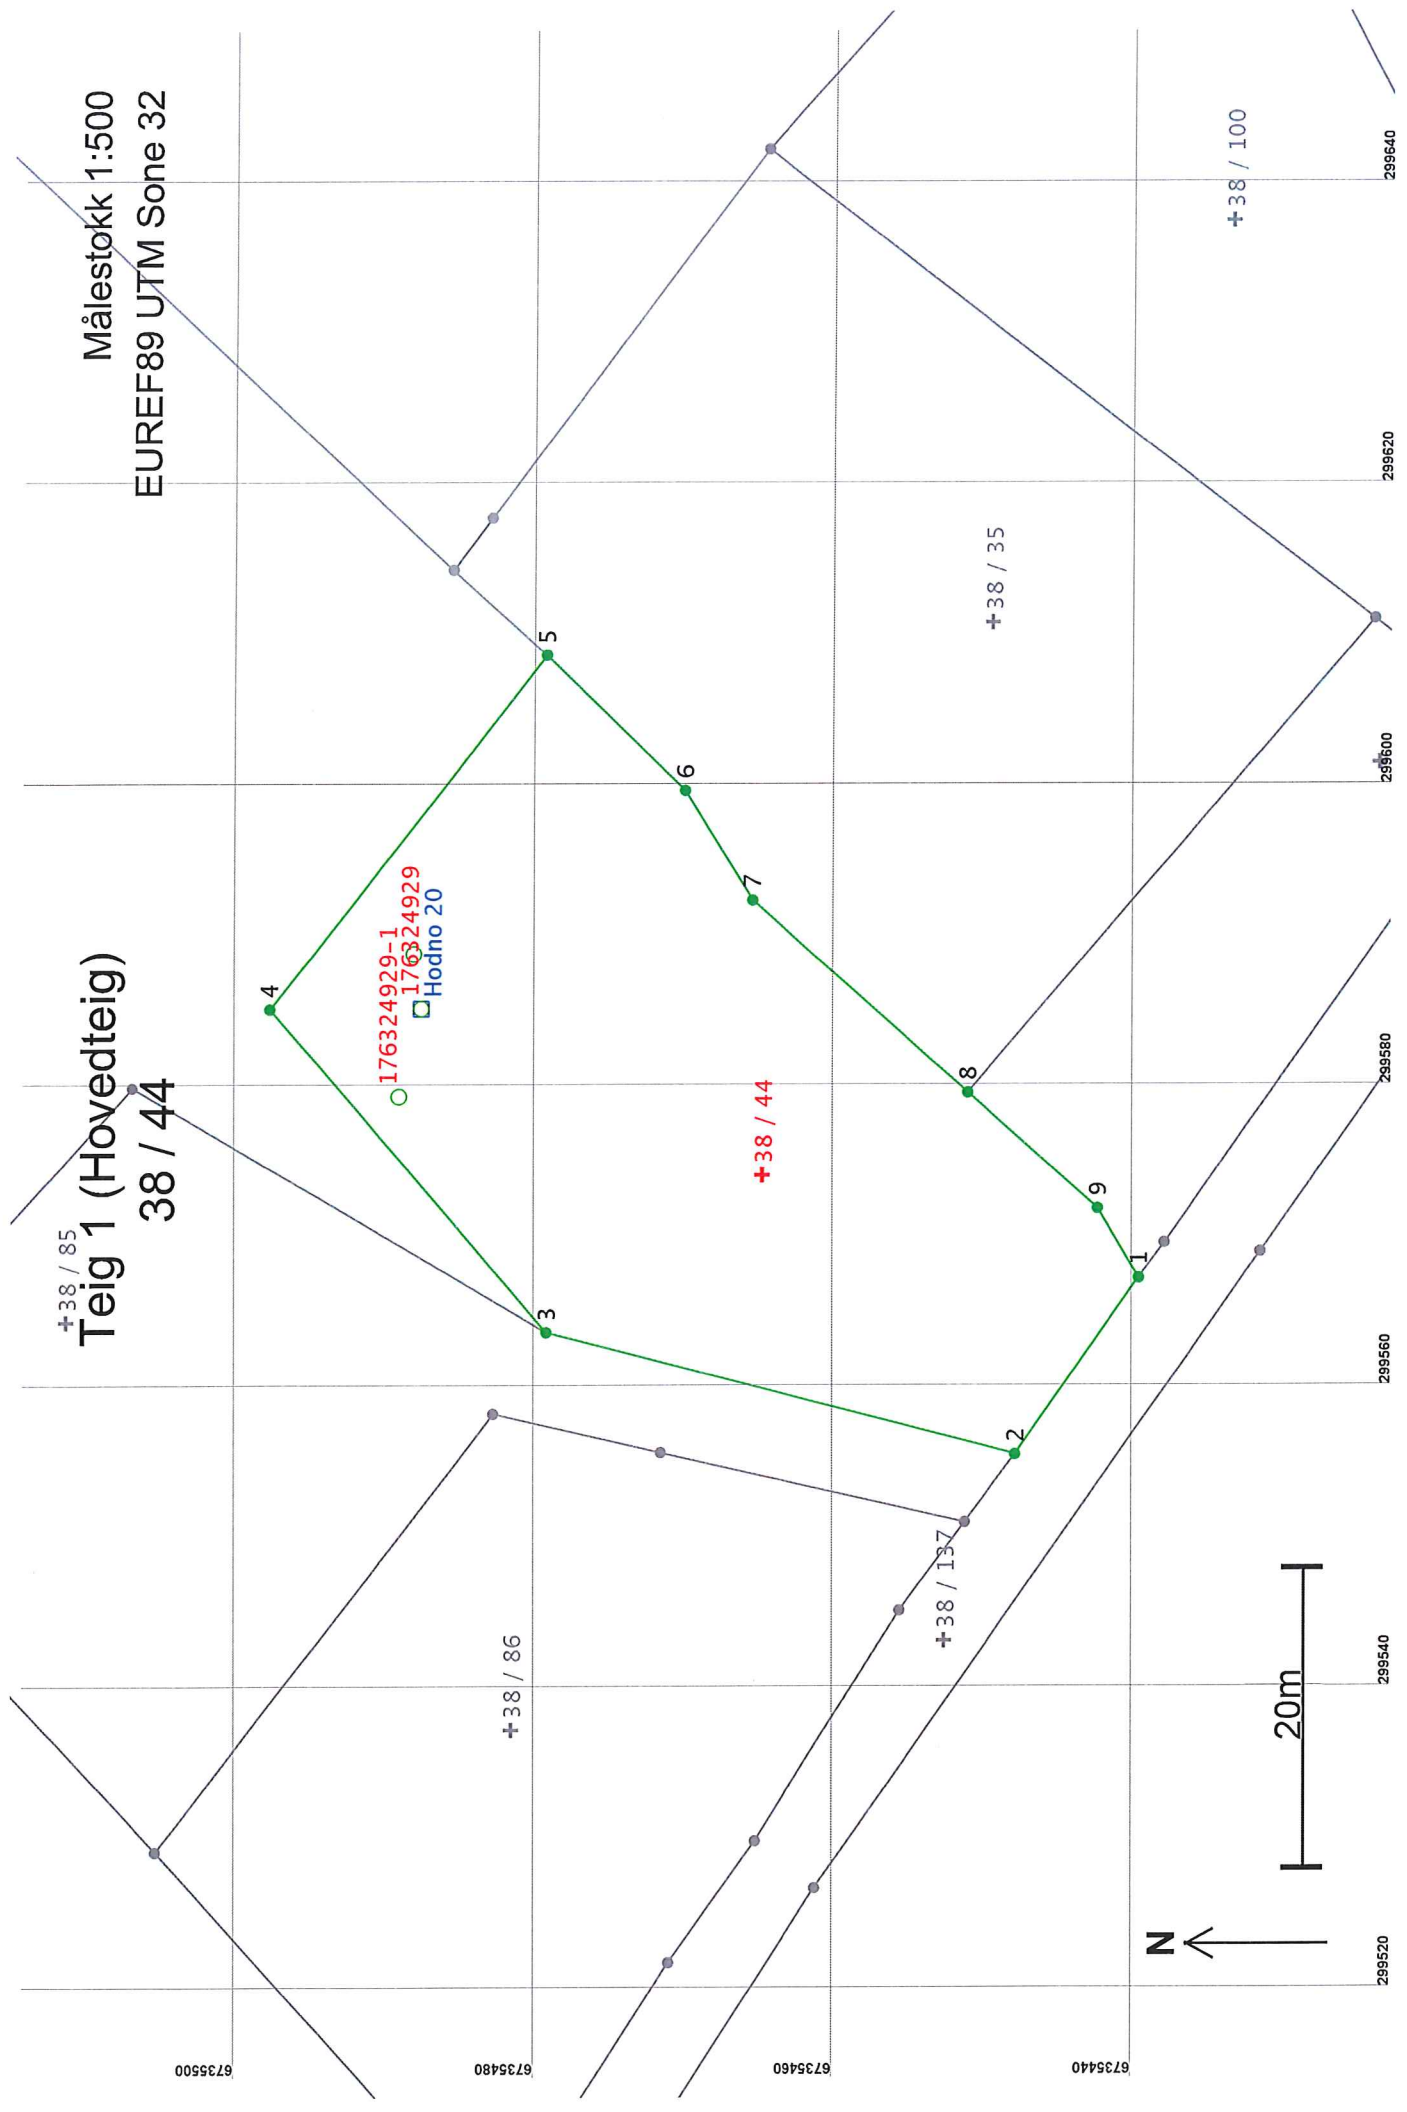 Målestokk 1:500
EUREF89 UTM Sone 32
+38 / 85
Teig 1 (Hovedteig)
38 / 44
4
176324929-1
176324929
Hodno 20
5
3
6
7
+38 / 44
+38 / 35
+38 / 86
8
2
+38 / 137
9
1
+38 / 100
N
20m
6735500
6735480
6735460
6735440
299520
299540
299560
299580
299600
299620
299640